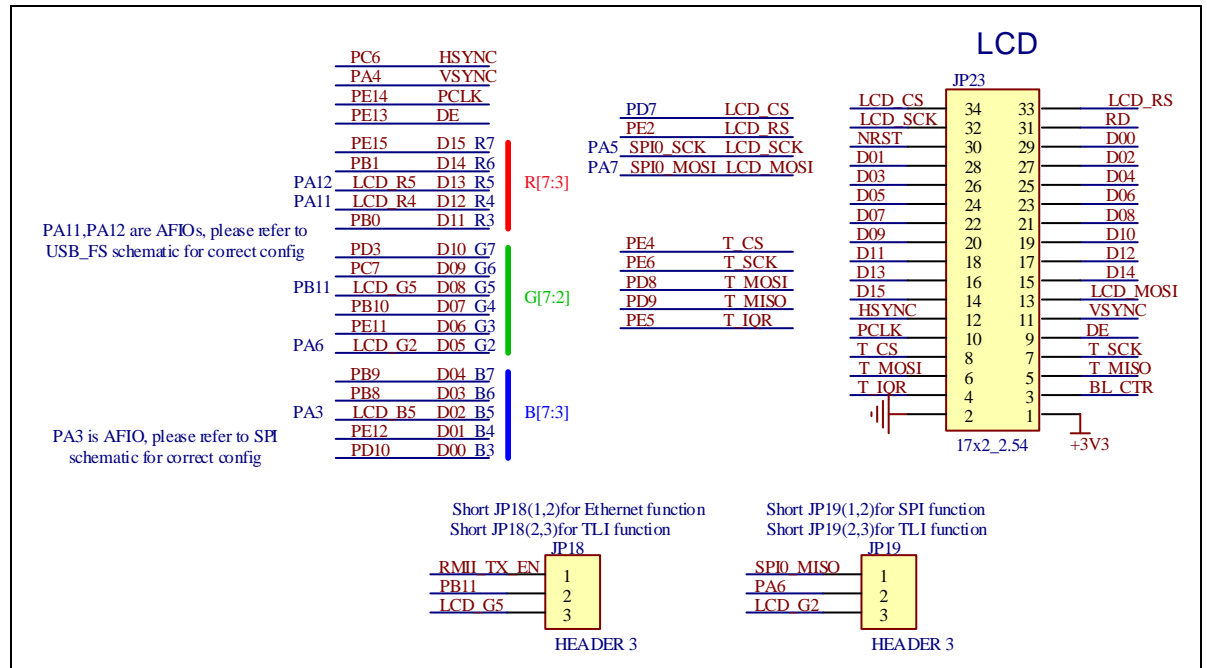 LCD
PC6 HSYNC
PA4 VSYNC
PE14 PCLK
PE13 DE
PE15 D15 R7
PB1 D14 R6
PA12 LCD_R5 D13 R5
PA11 LCD_R4 D12 R4
PB0 D11 R3
R[7:3]
PA11,PA12 are AFIOs, please refer to
USB_FS schematic for correct config
PD3 D10 G7
PC7 D09 G6
PB11 LCD_G5 D08 G5
PB10 D07 G4
PE11 D06 G3
PA6 LCD_G2 D05 G2
G[7:2]
PB9 D04 B7
PB8 D03 B6
PA3 LCD_B5 D02 B5
PE12 D01 B4
PD10 D00 B3
B[7:3]
PA3 is AFIO, please refer to SPI
schematic for correct config
PD7 LCD_CS
PE2 LCD_RS
PA5 SPI0_SCK LCD_SCK
PA7 SPI0_MOSI LCD_MOSI
PE4 T_CS
PE6 T_SCK
PD8 T_MOSI
PD9 T_MISO
PE5 T_IQR
JP23
LCD_CS 34 33 LCD_RS
LCD_SCK 32 31 RD
NRST 30 29 D00
D01 28 27 D02
D03 26 25 D04
D05 24 23 D06
D07 22 21 D08
D09 20 19 D10
D11 18 17 D12
D13 16 15 D14
D15 14 13 LCD_MOSI
HSYNC 12 11 VSYNC
PCLK 10 9 DE
T_CS 8 7 T_SCK
T_MOSI 6 5 T_MISO
T_IQR 4 3 BL_CTR
2 1
17x2_2.54 +3V3
Short JP18(1,2)for Ethernet function
Short JP18(2,3)for TLI function
JP18
RMII_TX_EN 1
PB11 2
LCD_G5 3
HEADER 3
Short JP19(1,2)for SPI function
Short JP19(2,3)for TLI function
JP19
SPI0_MISO 1
PA6 2
LCD_G2 3
HEADER 3